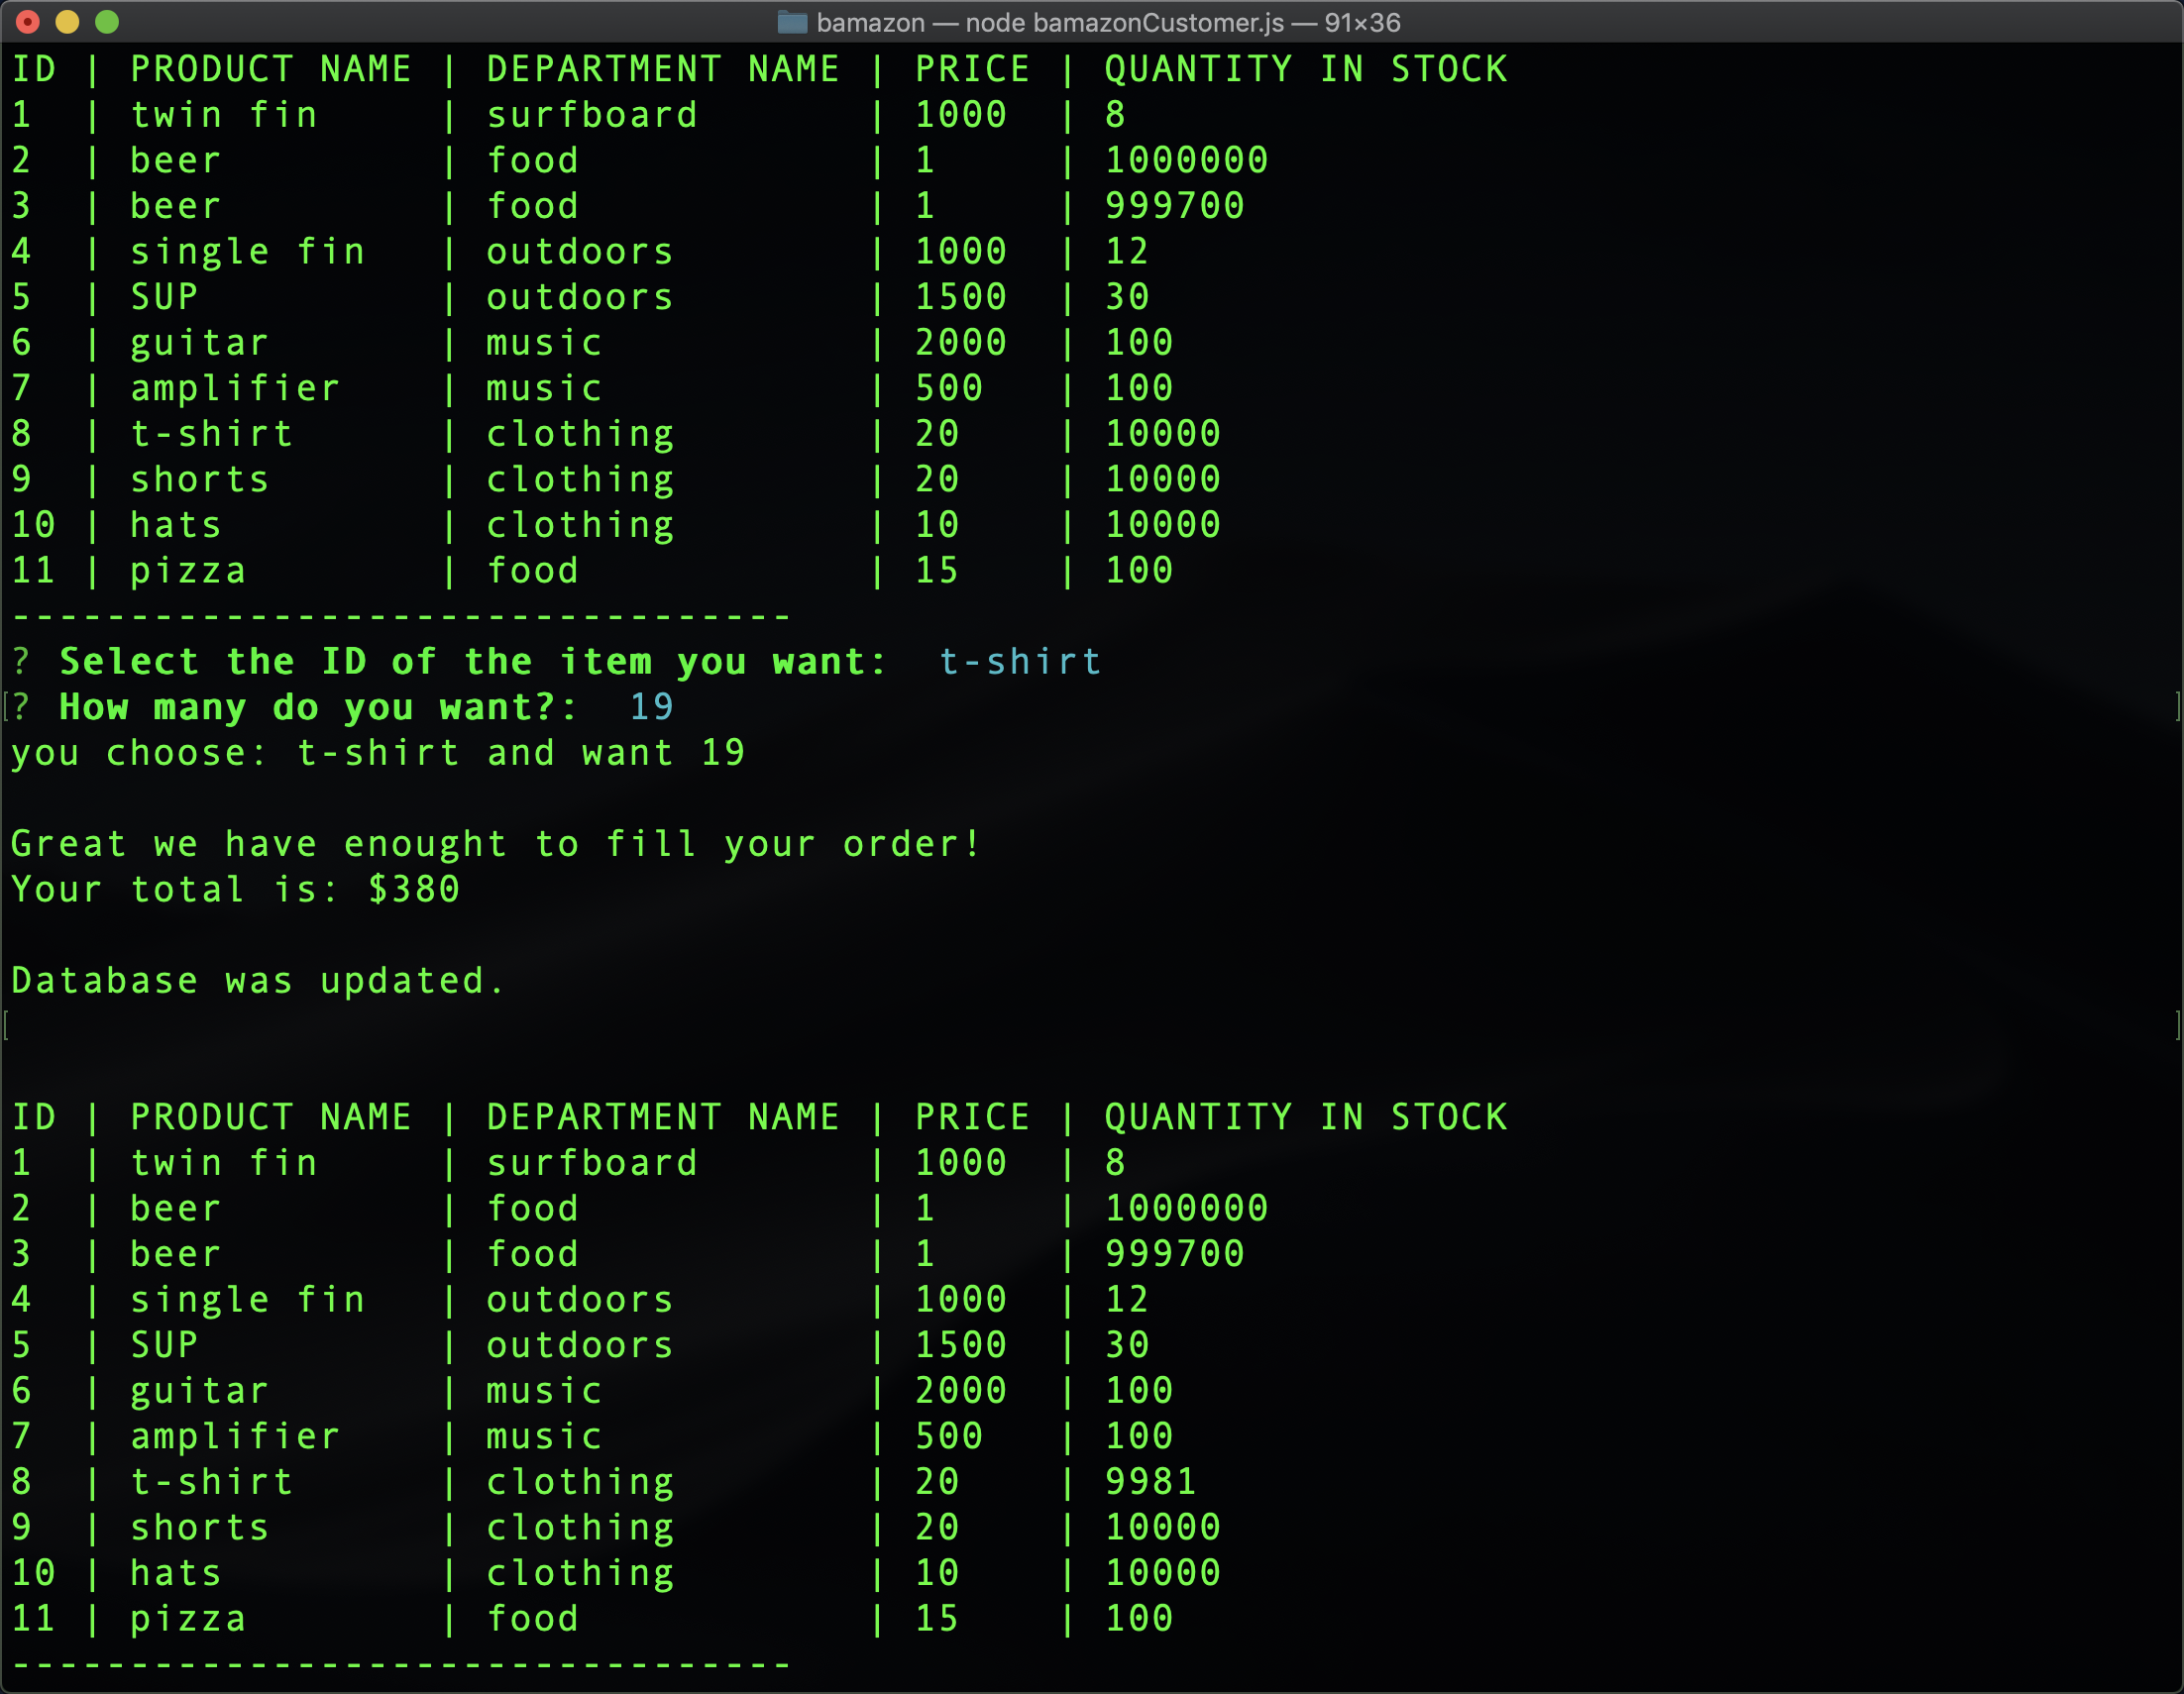 bamazon — node bamazonCustomer.js — 91×36
ID | PRODUCT NAME | DEPARTMENT NAME | PRICE | QUANTITY IN STOCK
1  | twin fin     | surfboard       | 1000  | 8
2  | beer         | food            | 1     | 1000000
3  | beer         | food            | 1     | 999700
4  | single fin   | outdoors        | 1000  | 12
5  | SUP          | outdoors        | 1500  | 30
6  | guitar       | music           | 2000  | 100
7  | amplifier    | music           | 500   | 100
8  | t-shirt      | clothing        | 20    | 10000
9  | shorts       | clothing        | 20    | 10000
10 | hats         | clothing        | 10    | 10000
11 | pizza        | food            | 15    | 100
---------------------------------
? Select the ID of the item you want:  t-shirt
[? How many do you want?:  19 ]
you choose: t-shirt and want 19
Great we have enought to fill your order!
Your total is: $380
Database was updated.
[ ]
ID | PRODUCT NAME | DEPARTMENT NAME | PRICE | QUANTITY IN STOCK
1  | twin fin     | surfboard       | 1000  | 8
2  | beer         | food            | 1     | 1000000
3  | beer         | food            | 1     | 999700
4  | single fin   | outdoors        | 1000  | 12
5  | SUP          | outdoors        | 1500  | 30
6  | guitar       | music           | 2000  | 100
7  | amplifier    | music           | 500   | 100
8  | t-shirt      | clothing        | 20    | 9981
9  | shorts       | clothing        | 20    | 10000
10 | hats         | clothing        | 10    | 10000
11 | pizza        | food            | 15    | 100
---------------------------------